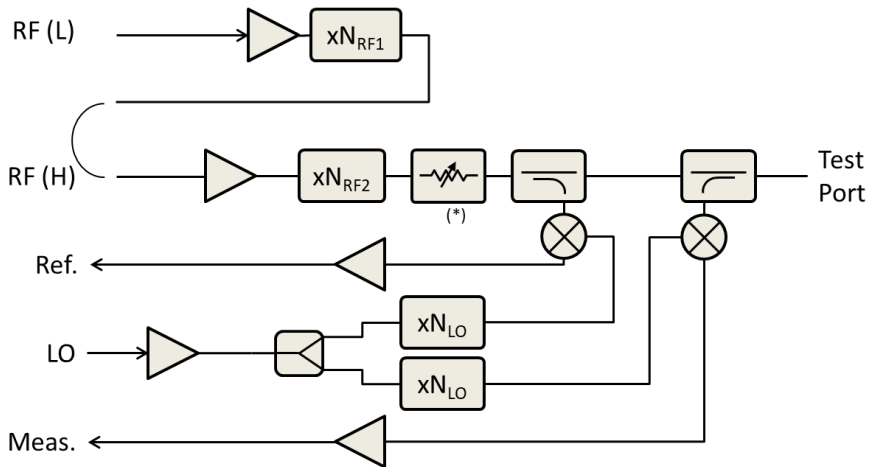 RF (L)
xN_RF1
RF (H)
xN_RF2
(*)
Test
Port
Ref.
xN_LO
LO
xN_LO
Meas.